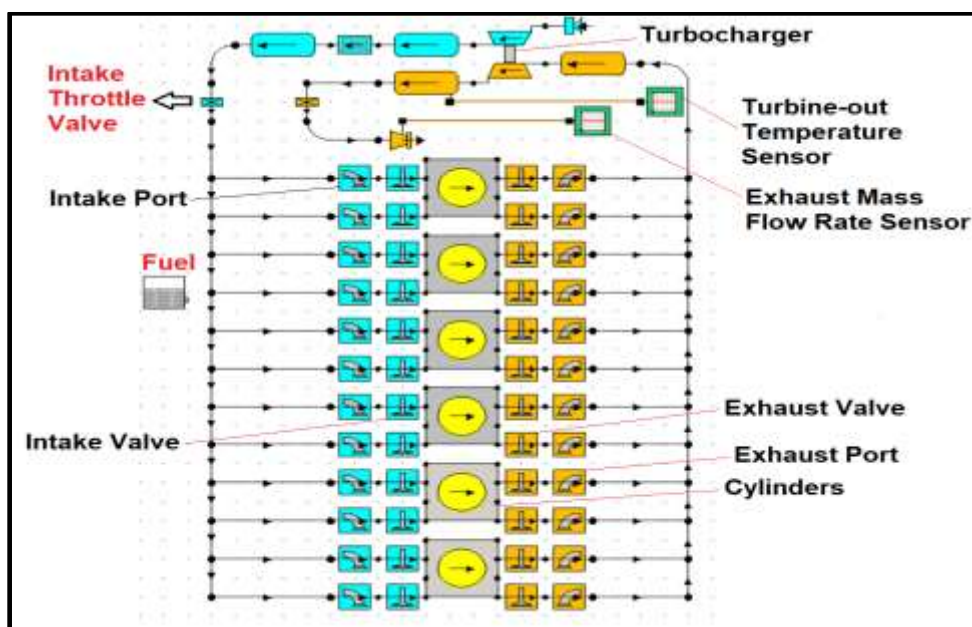 Turbocharger
Intake
Throttle
Valve
Turbine-out
Temperature
Sensor
Intake Port
Exhaust Mass
Flow Rate Sensor
Fuel
Exhaust Valve
Intake Valve
Exhaust Port
Cylinders